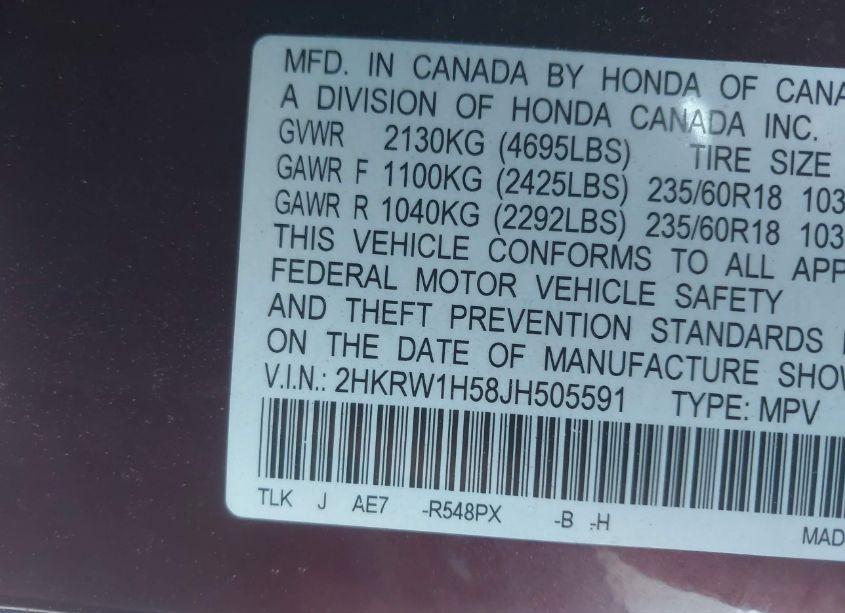 MFD. IN CANADA BY HONDA OF CANA
A DIVISION OF HONDA CANADA INC.
GVWR 2130KG (4695LBS) TIRE SIZE
GAWR F 1100KG (2425LBS) 235/60R18 103
GAWR R 1040KG (2292LBS) 235/60R18 103
THIS VEHICLE CONFORMS TO ALL APP
FEDERAL MOTOR VEHICLE SAFETY
AND THEFT PREVENTION STANDARDS
ON THE DATE OF MANUFACTURE SHOW
V.I.N.: 2HKRW1H58JH505591 TYPE: MPV
TLK J AE7 -R548PX -B -H
MAD